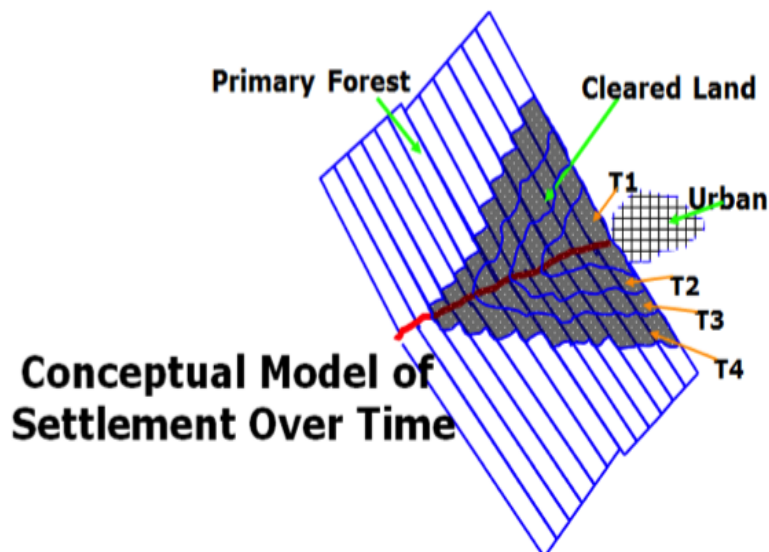 Primary Forest
Cleared Land
T1
Urban
T2
T3
T4
Conceptual Model of
Settlement Over Time